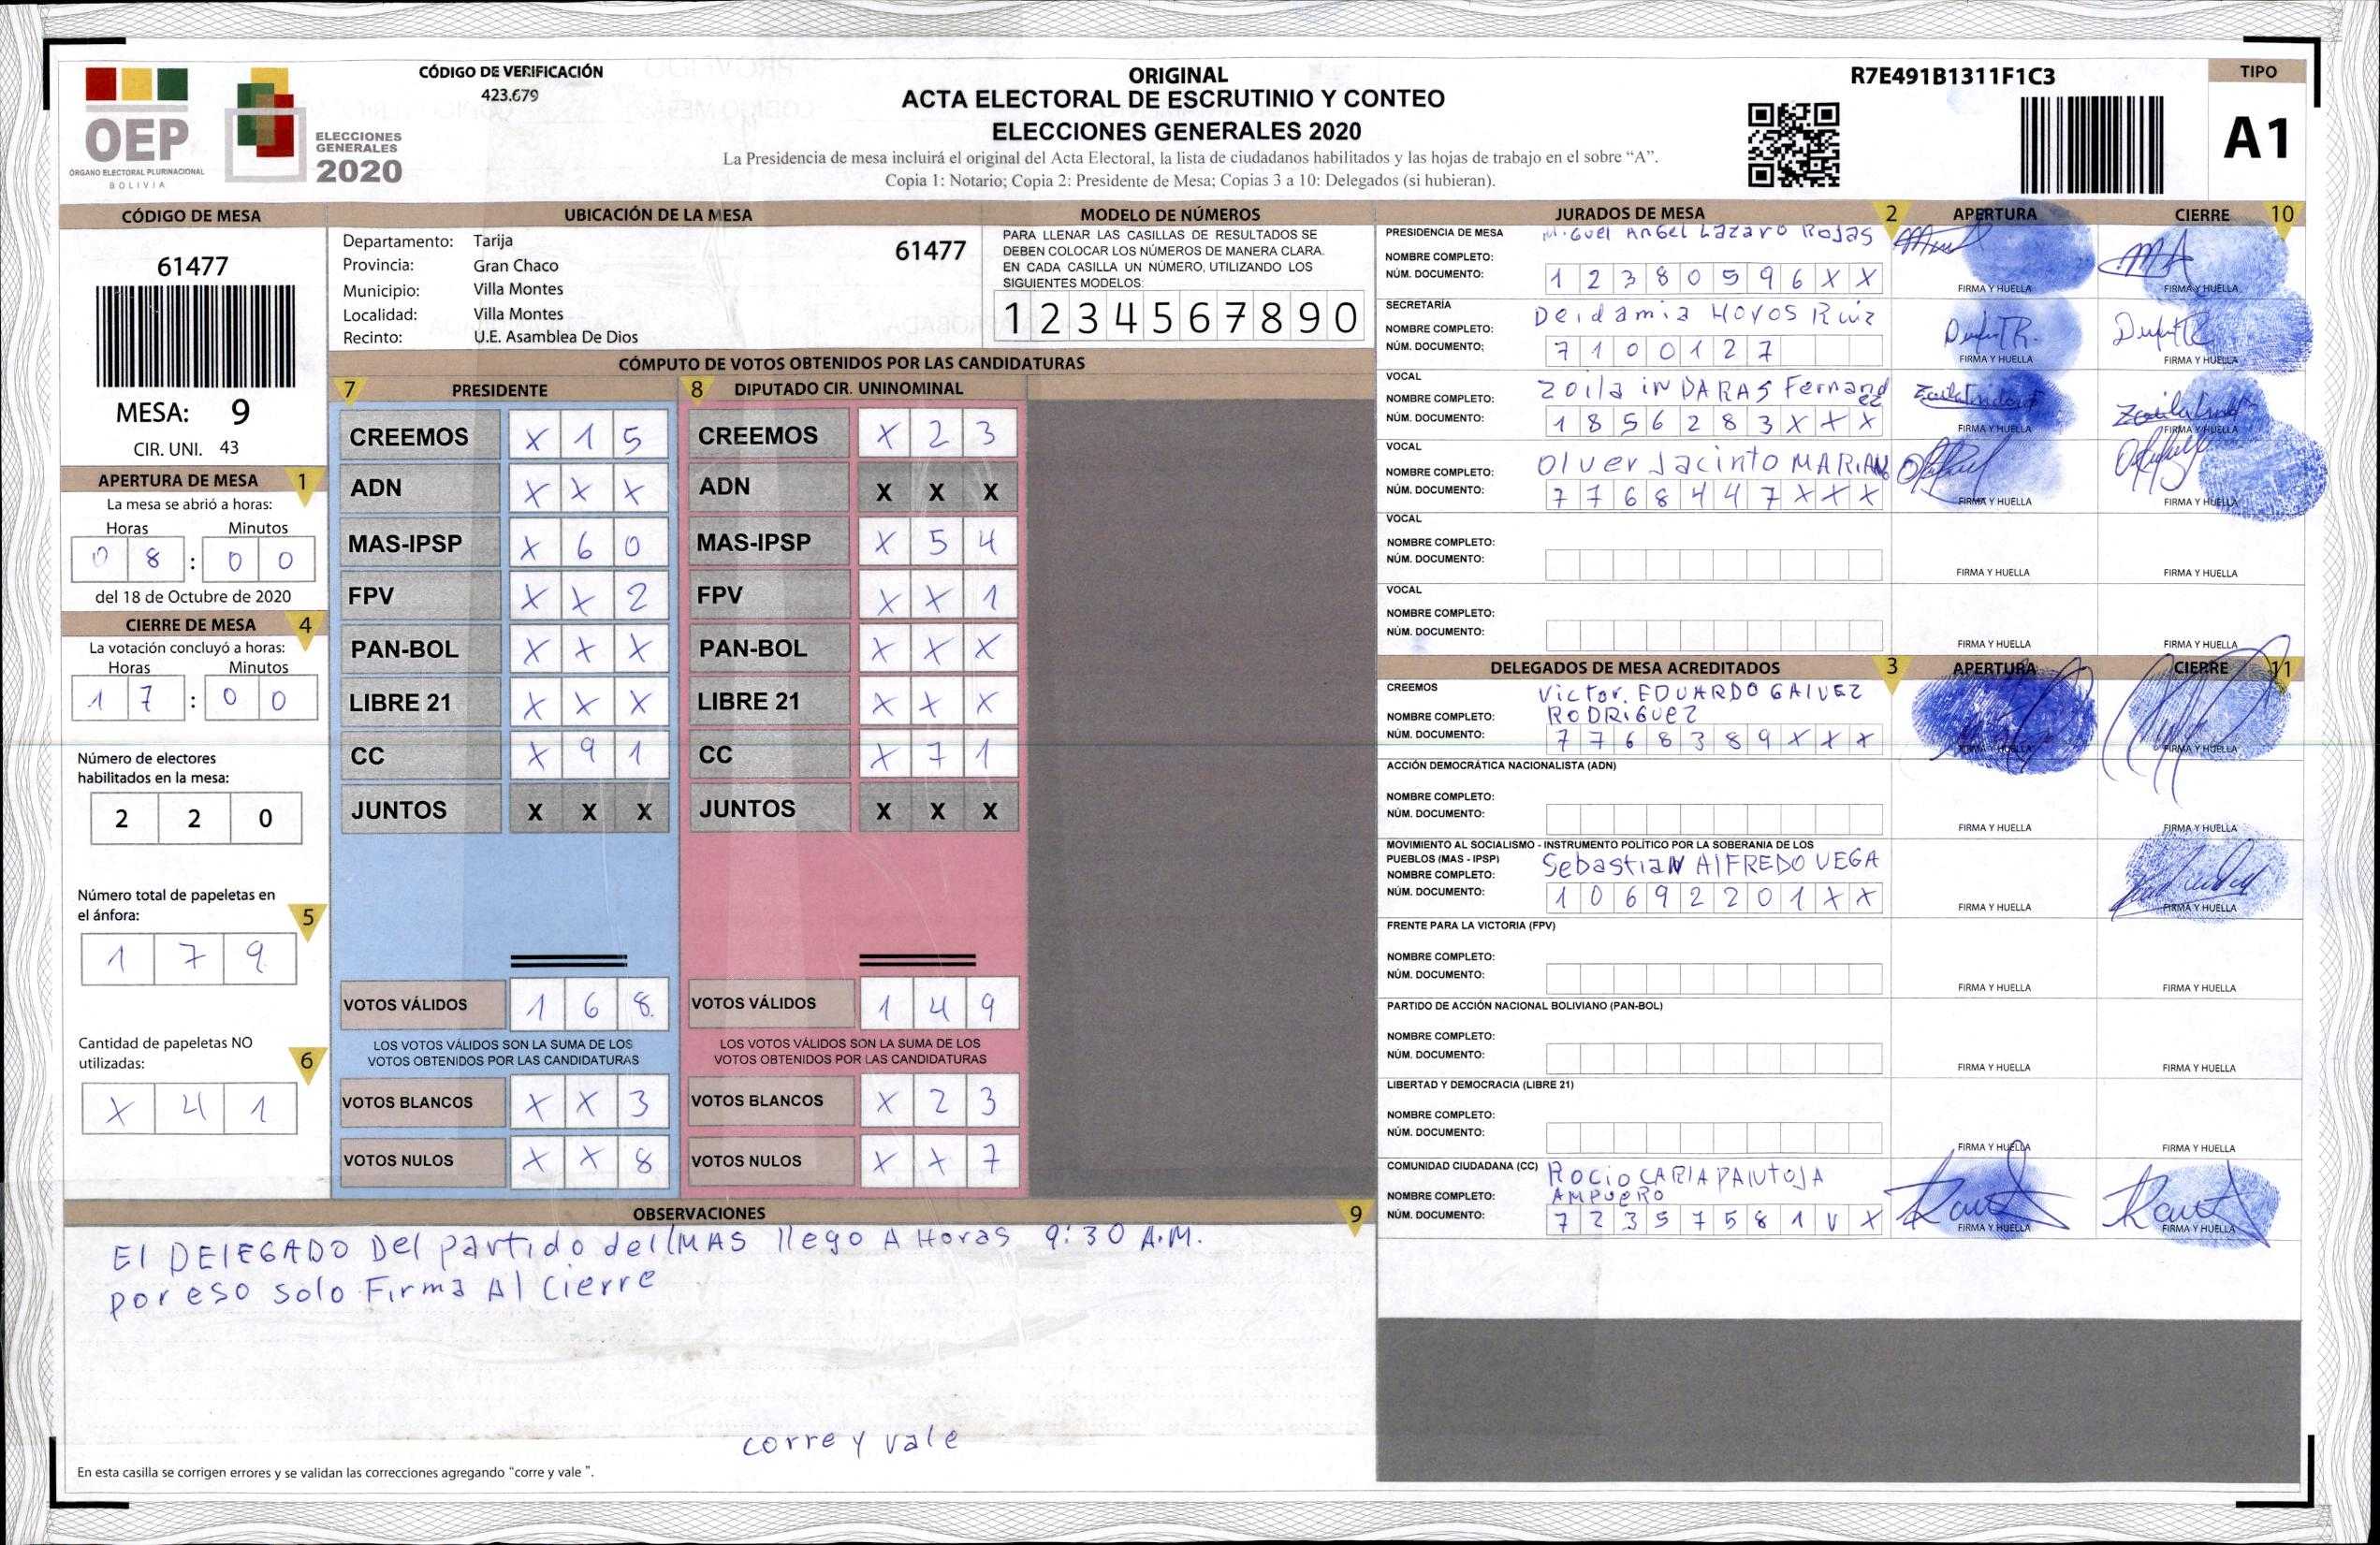 CÓDIGO DE VERIFICACIÓN
423.679
OEP
ÓRGANO ELECTORAL PLURINACIONAL
BOLIVIA
ELECCIONES
GENERALES
2020
ORIGINAL
ACTA ELECTORAL DE ESCRUTINIO Y CONTEO
ELECCIONES GENERALES 2020
La Presidencia de mesa incluirá el original del Acta Electoral, la lista de ciudadanos habilitados y las hojas de trabajo en el sobre “A”.
Copia 1: Notario; Copia 2: Presidente de Mesa; Copias 3 a 10: Delegados (si hubieran).
R7E491B1311F1C3
TIPO
A1
CÓDIGO DE MESA
61477
MESA: 9
CIR. UNI. 43
APERTURA DE MESA 1
La mesa se abrió a horas:
Horas Minutos
0 8 : 0 0
del 18 de Octubre de 2020
CIERRE DE MESA 4
La votación concluyó a horas:
Horas Minutos
1 7 : 0 0
Número de electores
habilitados en la mesa:
2 2 0
Número total de papeletas en
el ánfora: 5
1 7 9
Cantidad de papeletas NO
utilizadas: 6
X 4 1
UBICACIÓN DE LA MESA
Departamento: Tarija 61477
Provincia: Gran Chaco
Municipio: Villa Montes
Localidad: Villa Montes
Recinto: U.E. Asamblea De Dios
MODELO DE NÚMEROS
PARA LLENAR LAS CASILLAS DE RESULTADOS SE
DEBEN COLOCAR LOS NÚMEROS DE MANERA CLARA.
EN CADA CASILLA UN NÚMERO, UTILIZANDO LOS
SIGUIENTES MODELOS:
1 2 3 4 5 6 7 8 9 0
CÓMPUTO DE VOTOS OBTENIDOS POR LAS CANDIDATURAS
7 PRESIDENTE
CREEMOS X 1 5
ADN X X X
MAS-IPSP X 6 0
FPV X X 2
PAN-BOL X X X
LIBRE 21 X X X
CC X 9 1
JUNTOS X X X
VOTOS VÁLIDOS 1 6 8
LOS VOTOS VÁLIDOS SON LA SUMA DE LOS
VOTOS OBTENIDOS POR LAS CANDIDATURAS
VOTOS BLANCOS X X 3
VOTOS NULOS X X 8
8 DIPUTADO CIR. UNINOMINAL
CREEMOS X 2 3
ADN X X X
MAS-IPSP X 5 4
FPV X X 1
PAN-BOL X X X
LIBRE 21 X X X
CC X 7 1
JUNTOS X X X
VOTOS VÁLIDOS 1 4 9
LOS VOTOS VÁLIDOS SON LA SUMA DE LOS
VOTOS OBTENIDOS POR LAS CANDIDATURAS
VOTOS BLANCOS X 2 3
VOTOS NULOS X X 7
OBSERVACIONES 9
El DELEGADO Del partido del MAS llego A Horas 9:30 A.M.
por eso solo Firma Al Cierre
corre y vale
En esta casilla se corrigen errores y se validan las correcciones agregando “corre y vale ”.
JURADOS DE MESA 2 APERTURA CIERRE 10
PRESIDENCIA DE MESA Miguel Angel Lazaro Rojas
NOMBRE COMPLETO:
NÚM. DOCUMENTO: 1 2 3 8 0 5 9 6 X X FIRMA Y HUELLA FIRMA Y HUELLA
SECRETARÍA Deidamia Hoyos Ruiz
NOMBRE COMPLETO:
NÚM. DOCUMENTO; 7 1 0 0 1 2 7 FIRMA Y HUELLA FIRMA Y HUELLA
VOCAL
NOMBRE COMPLETO: Zoila inDARAS Fernandez
NÚM. DOCUMENTO: 1 8 5 6 2 8 3 X X X FIRMA Y HUELLA FIRMA Y HUELLA
VOCAL
NOMBRE COMPLETO: Olver Jacinto MARIANO
NÚM. DOCUMENTO: 7 7 6 8 4 4 7 X X X FIRMA Y HUELLA FIRMA Y HUELLA
VOCAL
NOMBRE COMPLETO:
NÚM. DOCUMENTO: FIRMA Y HUELLA FIRMA Y HUELLA
VOCAL
NOMBRE COMPLETO:
NÚM. DOCUMENTO: FIRMA Y HUELLA FIRMA Y HUELLA
DELEGADOS DE MESA ACREDITADOS 3 APERTURA CIERRE 11
CREEMOS Victor. EDUARDO GALVEZ
NOMBRE COMPLETO: RODRIGUEZ
NÚM. DOCUMENTO: 7 7 6 8 3 8 9 X X X FIRMA Y HUELLA FIRMA Y HUELLA
ACCIÓN DEMOCRÁTICA NACIONALISTA (ADN)
NOMBRE COMPLETO:
NÚM. DOCUMENTO: FIRMA Y HUELLA FIRMA Y HUELLA
MOVIMIENTO AL SOCIALISMO - INSTRUMENTO POLÍTICO POR LA SOBERANIA DE LOS
PUEBLOS (MAS - IPSP) Sebastian AlFREDO VEGA
NOMBRE COMPLETO:
NÚM. DOCUMENTO: 1 0 6 9 2 2 0 1 X X FIRMA Y HUELLA FIRMA Y HUELLA
FRENTE PARA LA VICTORIA (FPV)
NOMBRE COMPLETO:
NÚM. DOCUMENTO: FIRMA Y HUELLA FIRMA Y HUELLA
PARTIDO DE ACCIÓN NACIONAL BOLIVIANO (PAN-BOL)
NOMBRE COMPLETO:
NÚM. DOCUMENTO: FIRMA Y HUELLA FIRMA Y HUELLA
LIBERTAD Y DEMOCRACIA (LIBRE 21)
NOMBRE COMPLETO:
NÚM. DOCUMENTO: FIRMA Y HUELLA FIRMA Y HUELLA
COMUNIDAD CIUDADANA (CC) ROCIO CARLA PANTOJA
NOMBRE COMPLETO: AMPUERO
NÚM. DOCUMENTO: 7 2 3 5 7 5 8 1 V X FIRMA Y HUELLA FIRMA Y HUELLA